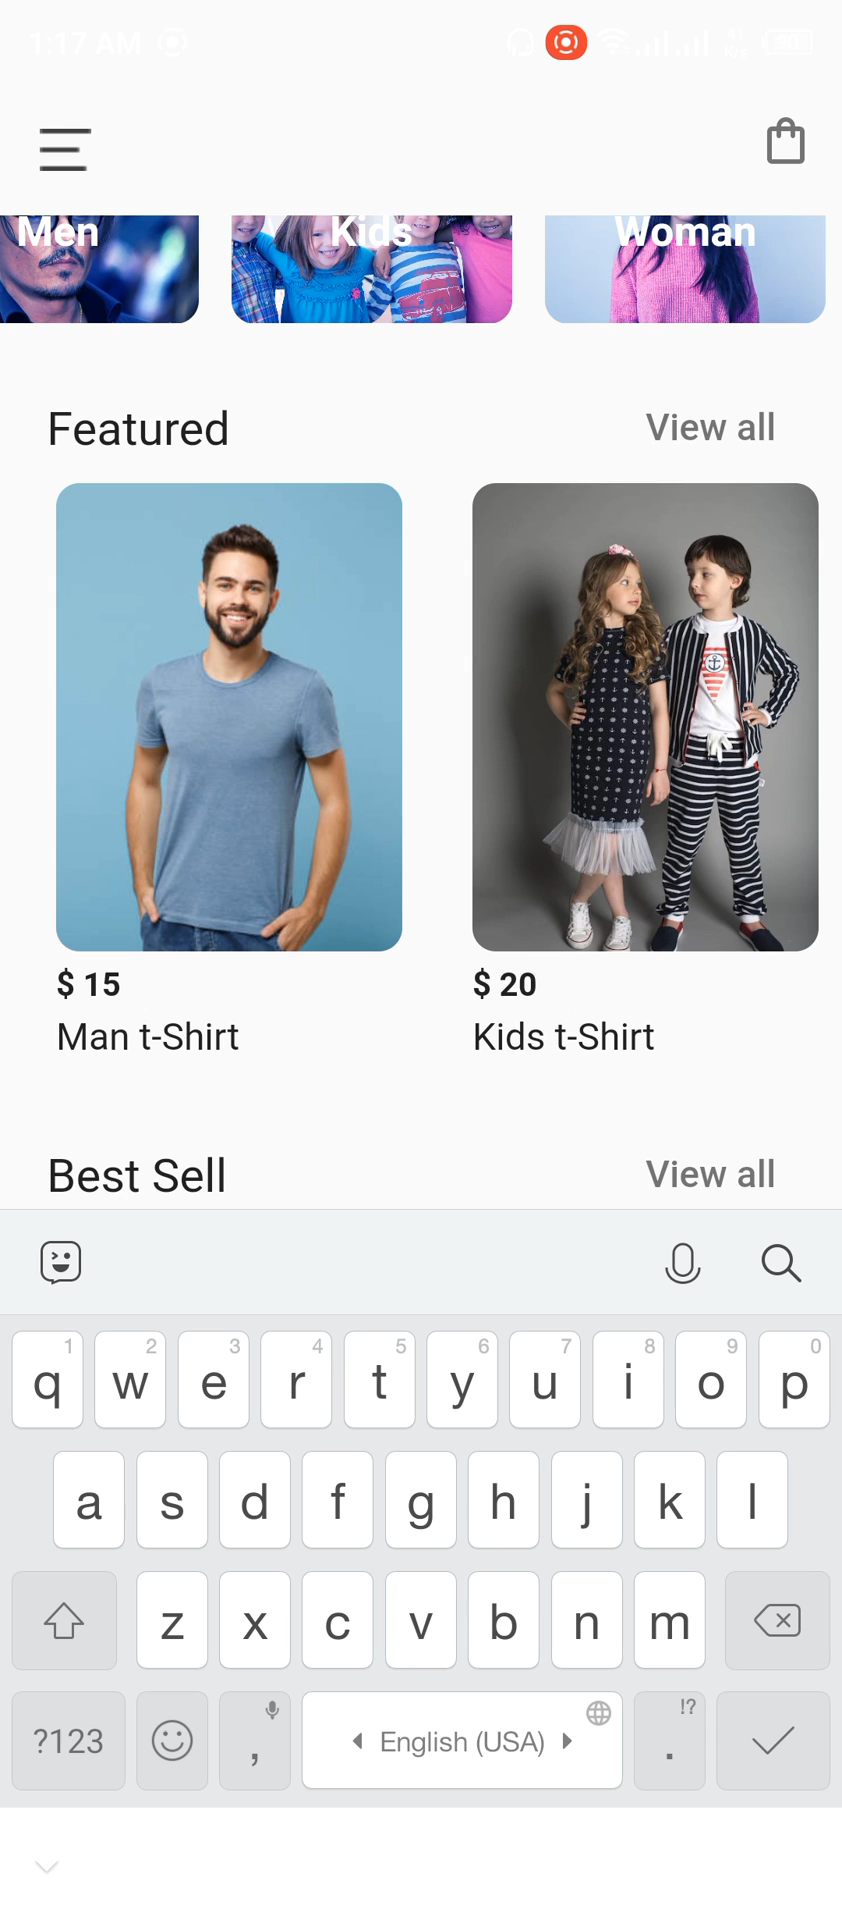 1:17 AM
Men Kids Woman
Featured View all
$ 15 $ 20
Man t-Shirt Kids t-Shirt
Best Sell View all
1 2 3 4 5 6 7 8 9 0
q w e r t y u i o p
a s d f g h j k l
z x c v b n m
!?
?123 , English (USA) .